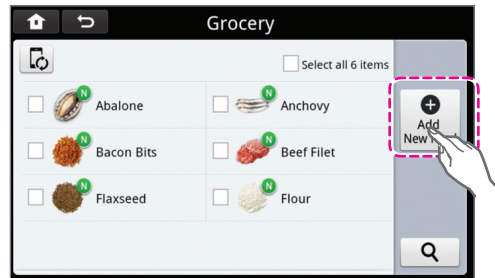 Grocery
Select all 6 items
N
Abalone
N
Anchovy
N
Bacon Bits
N
Beef Filet
N
Flaxseed
N
Flour
Add
New